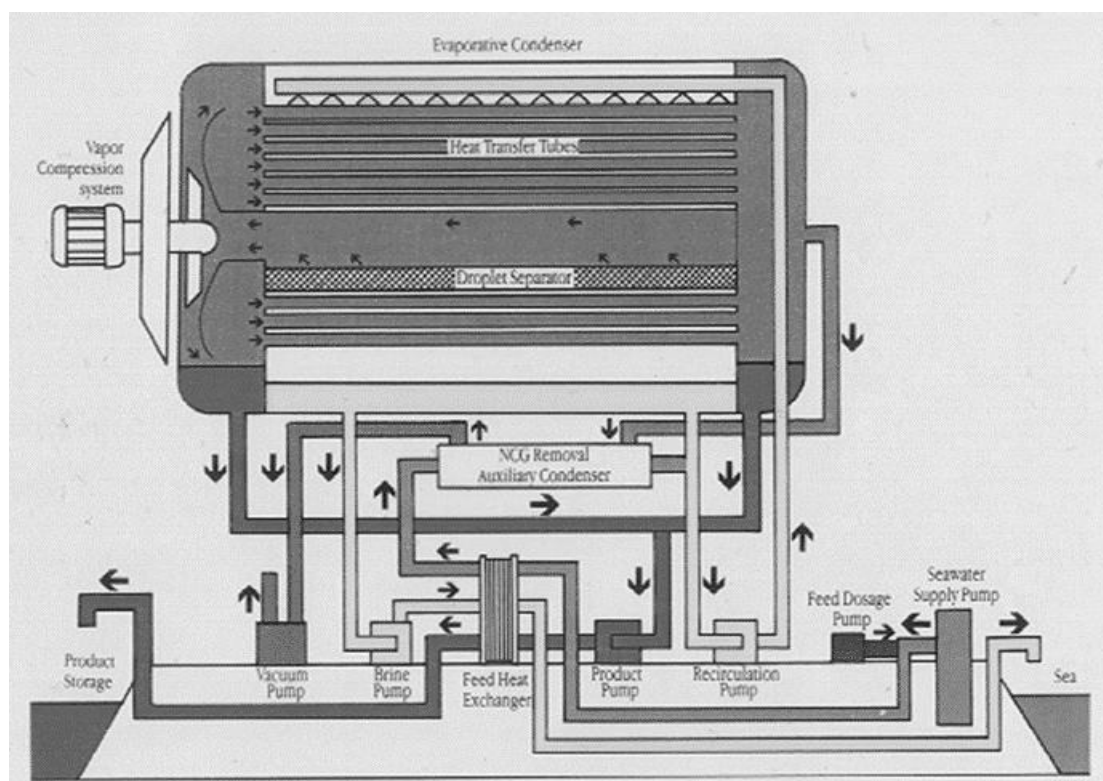 Evaporative Condenser
Vapor
Compression
system
Heat Transfer Tubes
Droplet Separator
NCG Removal
Auxiliary Condenser
Seawater
Supply Pump
Feed Dosage
Pump
Product
Storage
Vacuum
Pump
Brine
Pump
Feed Heat
Exchanger
Product
Pump
Recirculation
Pump
Sea